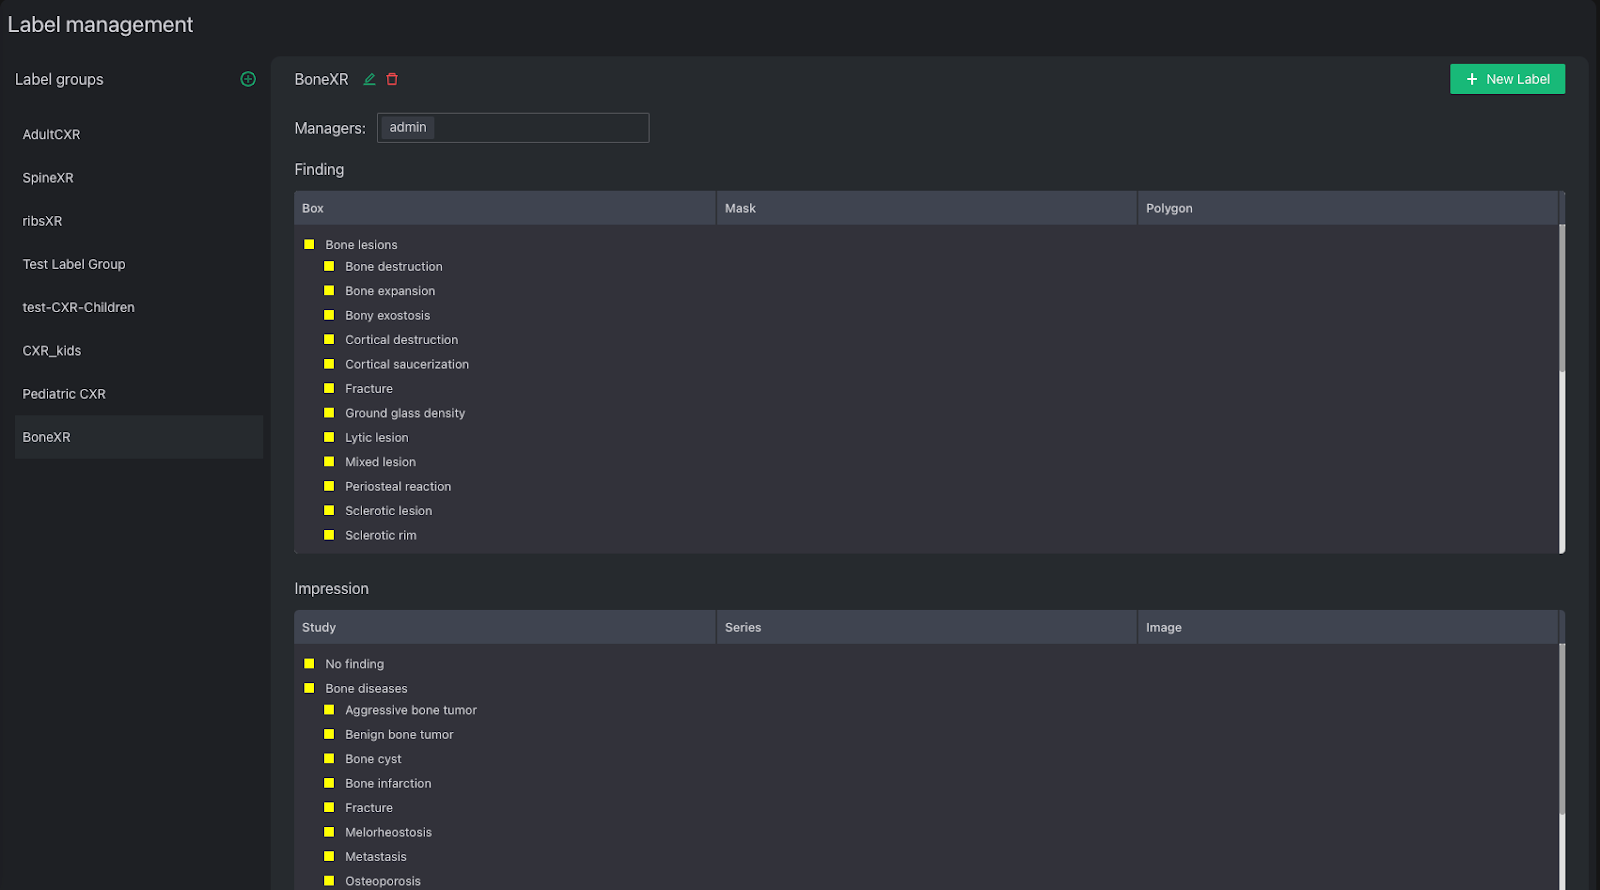 Label management
Label groups
AdultCXR
SpineXR
ribsXR
Test Label Group
test-CXR-Children
CXR_kids
Pediatric CXR
BoneXR
BoneXR
New Label
Managers: admin
Finding
Box Mask Polygon
Bone lesions
Bone destruction
Bone expansion
Bony exostosis
Cortical destruction
Cortical saucerization
Fracture
Ground glass density
Lytic lesion
Mixed lesion
Periosteal reaction
Sclerotic lesion
Sclerotic rim
Impression
Study Series Image
No finding
Bone diseases
Aggressive bone tumor
Benign bone tumor
Bone cyst
Bone infarction
Fracture
Melorheostosis
Metastasis
Osteoporosis